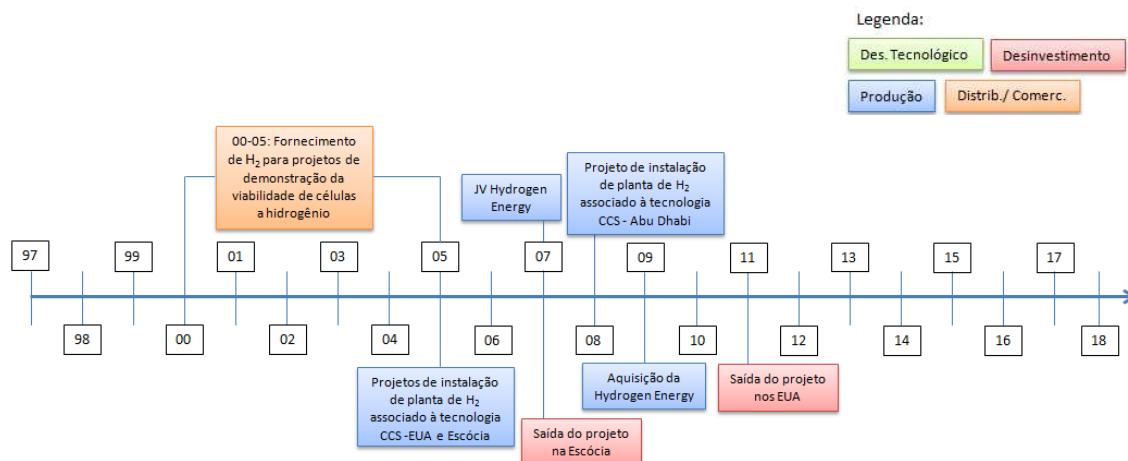 Legenda:
Des. Tecnológico
Desinvestimento
Produção
Distrib./ Comerc.
00-05: Fornecimento
de H₂ para projetos de
demonstração da
viabilidade de células
a hidrogênio
JV Hydrogen
Energy
Projeto de instalação
de planta de H₂
associado à tecnologia
CCS - Abu Dhabi
97
99
01
03
05
07
09
11
13
15
17
98
00
02
04
06
08
10
12
14
16
18
Projetos de instalação
de planta de H₂
associado à tecnologia
CCS -EUA e Escócia
Saída do projeto
na Escócia
Aquisição da
Hydrogen Energy
Saída do projeto
nos EUA